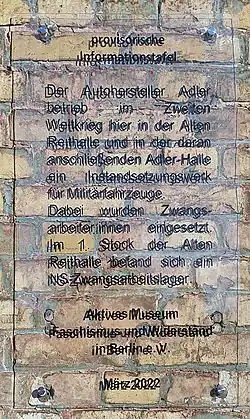 provisorische
Informationstafel
Der Autohersteller Adler
betrieb im Zweiten
Weltkrieg hier in der Alten
Reithalle und in der daran
anschließenden Adler-Halle
ein Instandsetzungswerk
für Militärfahrzeuge.
Dabei wurden Zwangs-
arbeiter:innen eingesetzt.
Im 1. Stock der Alten
Reithalle befand sich ein
NS-Zwangsarbeitslager.
Aktives Museum
Faschismus und Widerstand
in Berlin e.V.
März 2022